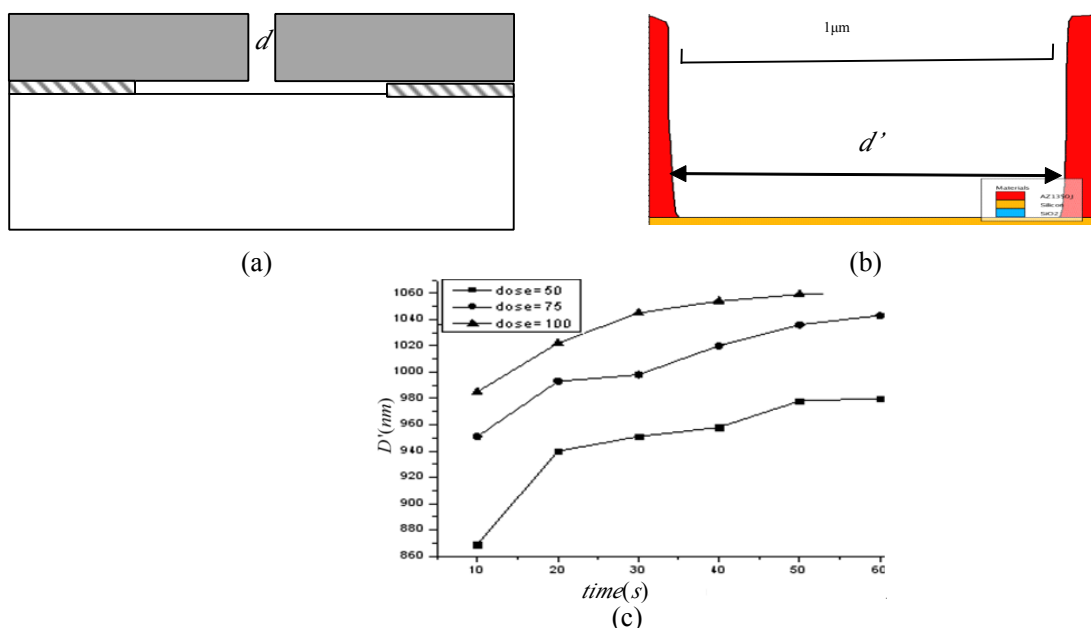 d
1μm
d’
Materials
AZ1350J
Silicon
SiO2
(a)
(b)
dose=50
dose=75
dose=100
D'(nm)
1060
1040
1020
1000
980
960
940
920
900
880
860
10 20 30 40 50 60
time(s)
(c)